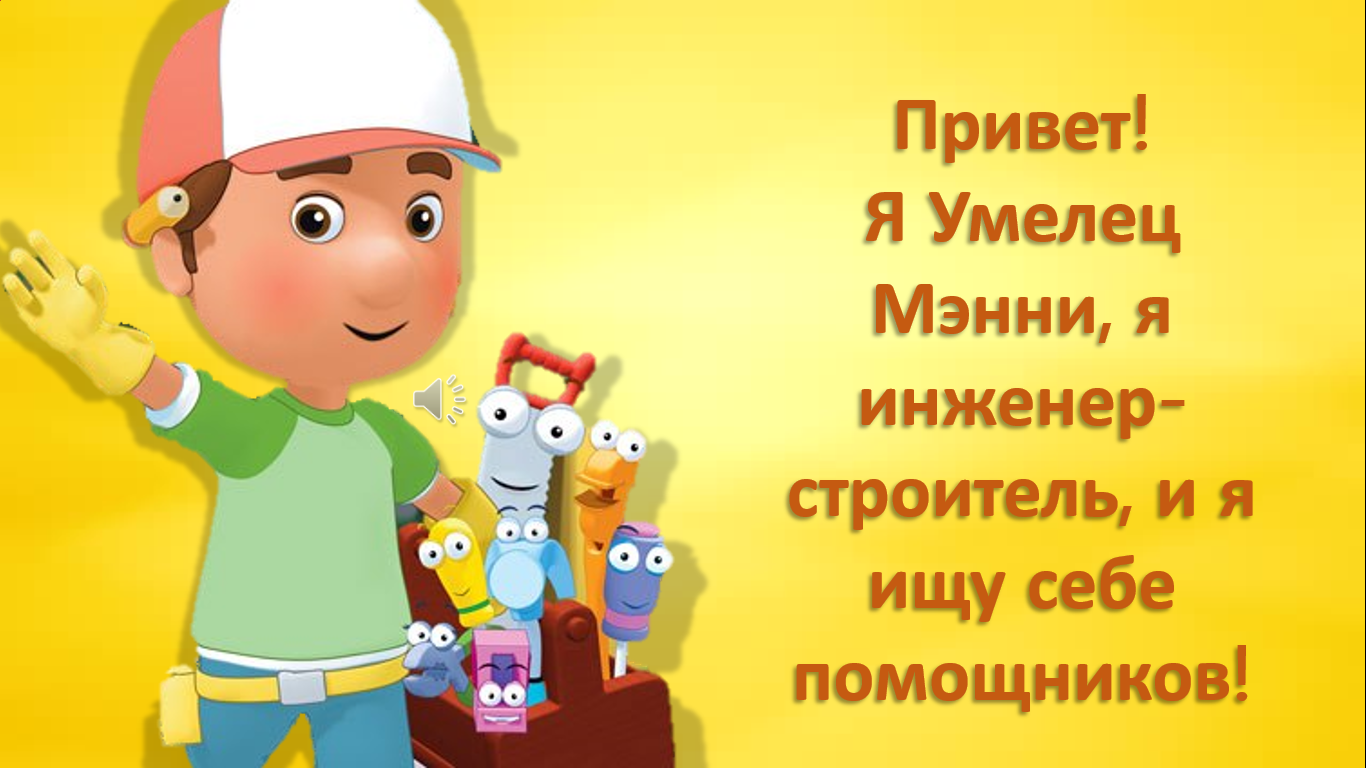 Привет!
Я Умелец
Мэнни, я
инженер-
строитель, и я
ищу себе
помощников!